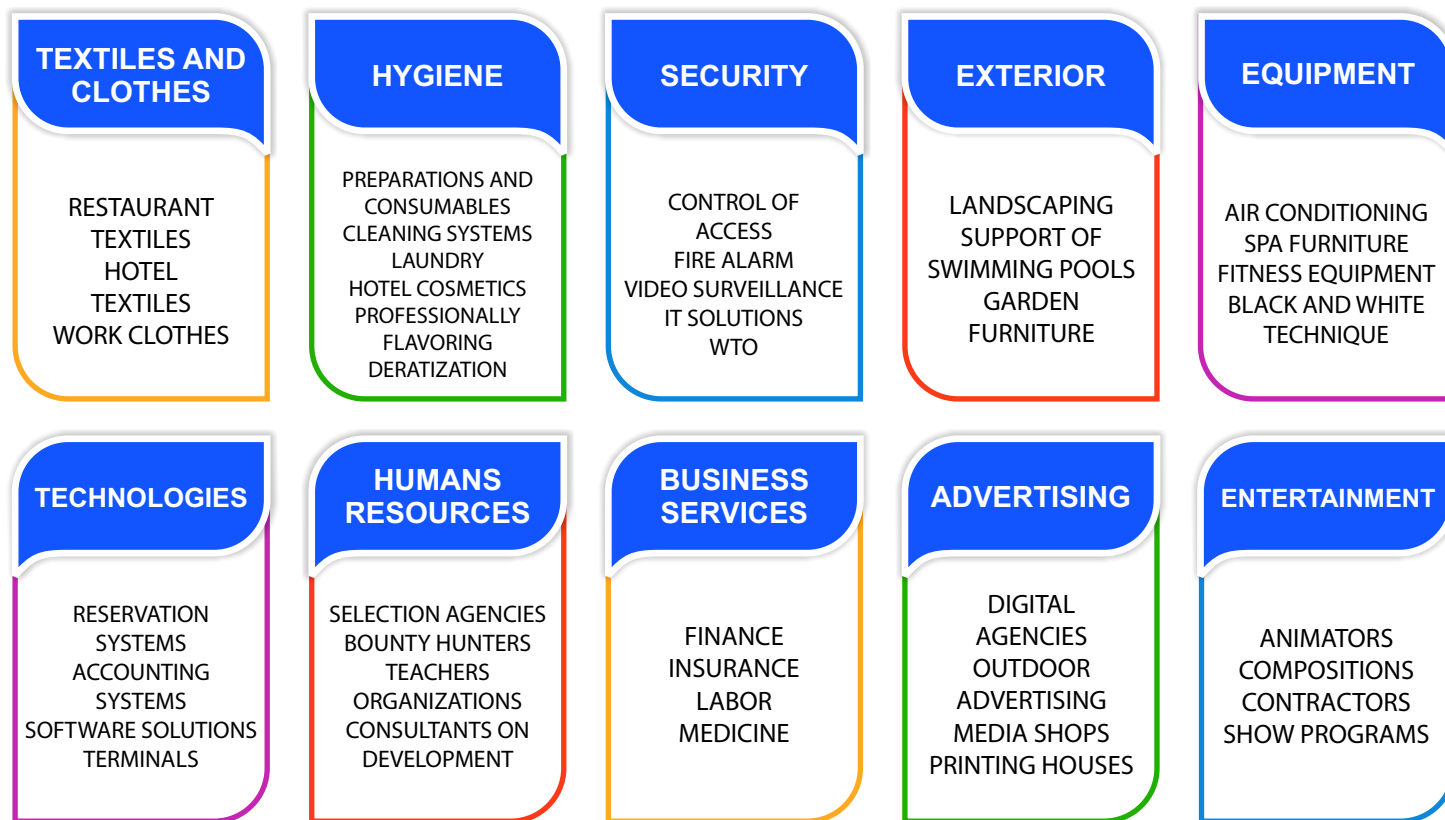 TEXTILES AND
CLOTHES
RESTAURANT
TEXTILES
HOTEL
TEXTILES
WORK CLOTHES
HYGIENE
PREPARATIONS AND
CONSUMABLES
CLEANING SYSTEMS
LAUNDRY
HOTEL COSMETICS
PROFESSIONALLY
FLAVORING
DERATIZATION
SECURITY
CONTROL OF
ACCESS
FIRE ALARM
VIDEO SURVEILLANCE
IT SOLUTIONS
WTO
EXTERIOR
LANDSCAPING
SUPPORT OF
SWIMMING POOLS
GARDEN
FURNITURE
EQUIPMENT
AIR CONDITIONING
SPA FURNITURE
FITNESS EQUIPMENT
BLACK AND WHITE
TECHNIQUE
TECHNOLOGIES
RESERVATION
SYSTEMS
ACCOUNTING
SYSTEMS
SOFTWARE SOLUTIONS
TERMINALS
HUMANS
RESOURCES
SELECTION AGENCIES
BOUNTY HUNTERS
TEACHERS
ORGANIZATIONS
CONSULTANTS ON
DEVELOPMENT
BUSINESS
SERVICES
FINANCE
INSURANCE
LABOR
MEDICINE
ADVERTISING
DIGITAL
AGENCIES
OUTDOOR
ADVERTISING
MEDIA SHOPS
PRINTING HOUSES
ENTERTAINMENT
ANIMATORS
COMPOSITIONS
CONTRACTORS
SHOW PROGRAMS